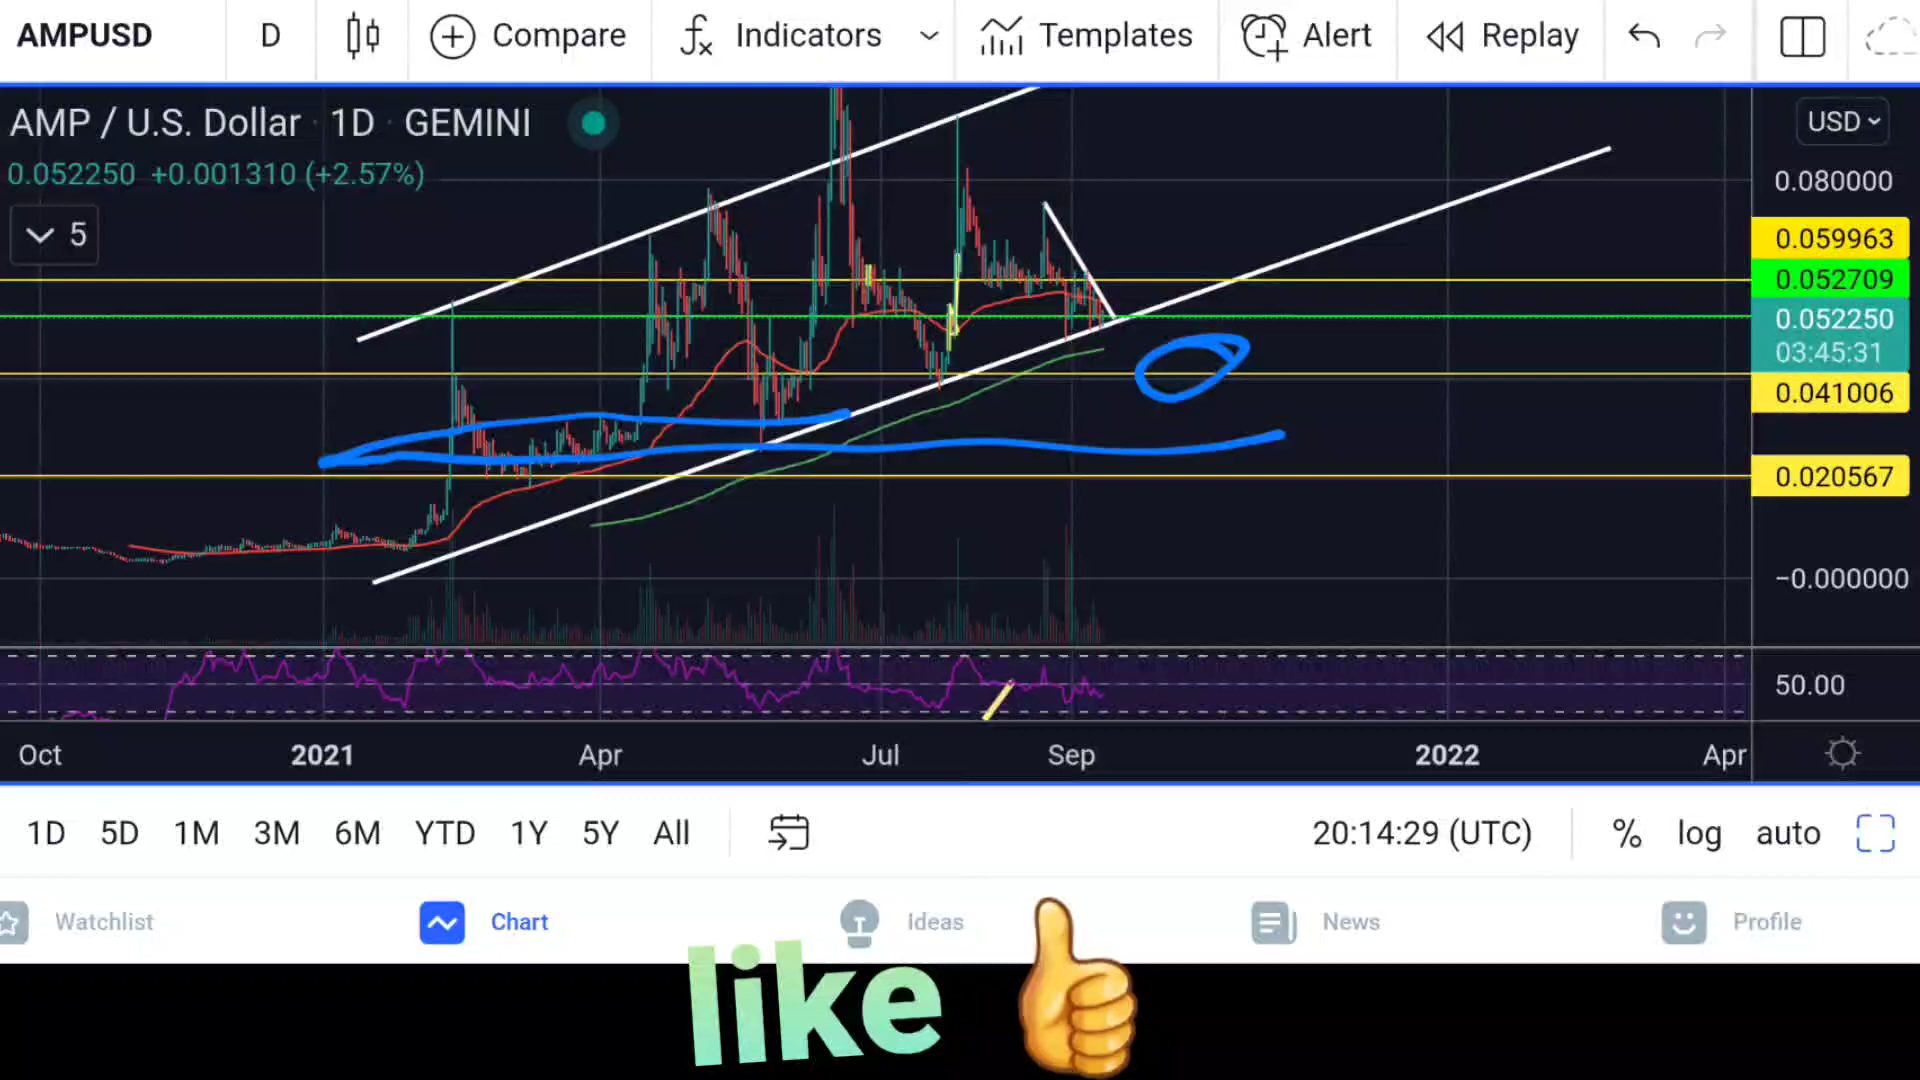 AMPUSD D Compare Indicators Templates Alert Replay
AMP / U.S. Dollar · 1D · GEMINI
USD
0.052250 +0.001310 (+2.57%)
0.080000
5
0.059963
0.052709
0.052250
03:45:31
0.041006
0.020567
−0.000000
50.00
Oct 2021 Apr Jul Sep 2022 Apr
1D 5D 1M 3M 6M YTD 1Y 5Y All 20:14:29 (UTC) % log auto
Watchlist Chart Ideas News Profile
like